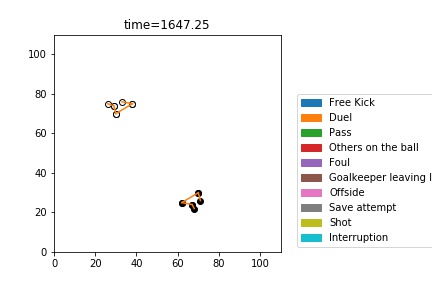 time=1647.25
100
80
60
40
20
0
0 20 40 60 80 100
Free Kick
Duel
Pass
Others on the ball
Foul
Goalkeeper leaving l
Offside
Save attempt
Shot
Interruption